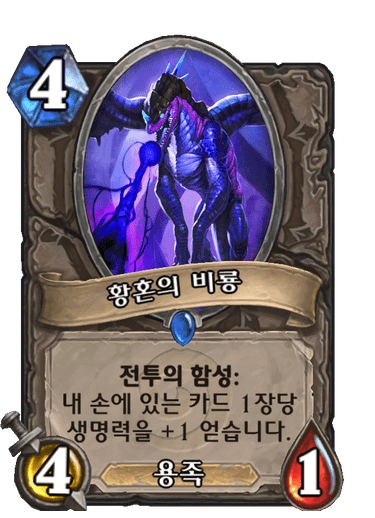 4
황혼의 비룡
전투의 함성:
내 손에 있는 카드 1장당
생명력을 +1 얻습니다.
4 용족 1